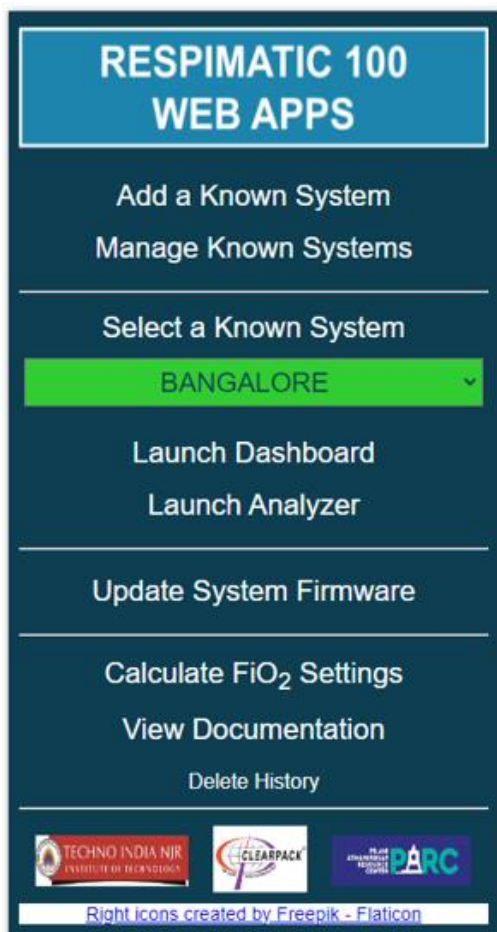 RESPIMATIC 100
WEB APPS
Add a Known System
Manage Known Systems
Select a Known System
BANGALORE
Launch Dashboard
Launch Analyzer
Update System Firmware
Calculate FiO₂ Settings
View Documentation
Delete History
TECHNO INDIA NJR
INSTITUTE OF TECHNOLOGY
CLEARPACK
PARC
Right icons created by Freepik - Flaticon